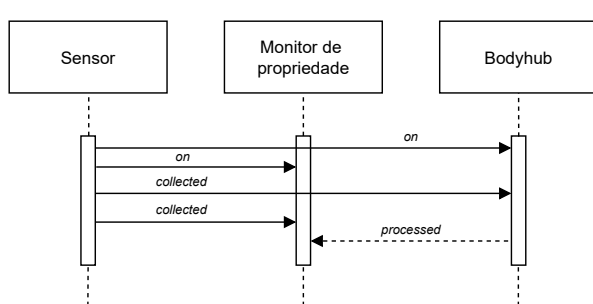 Sensor
Monitor de
propriedade
Bodyhub
on
on
collected
collected
processed